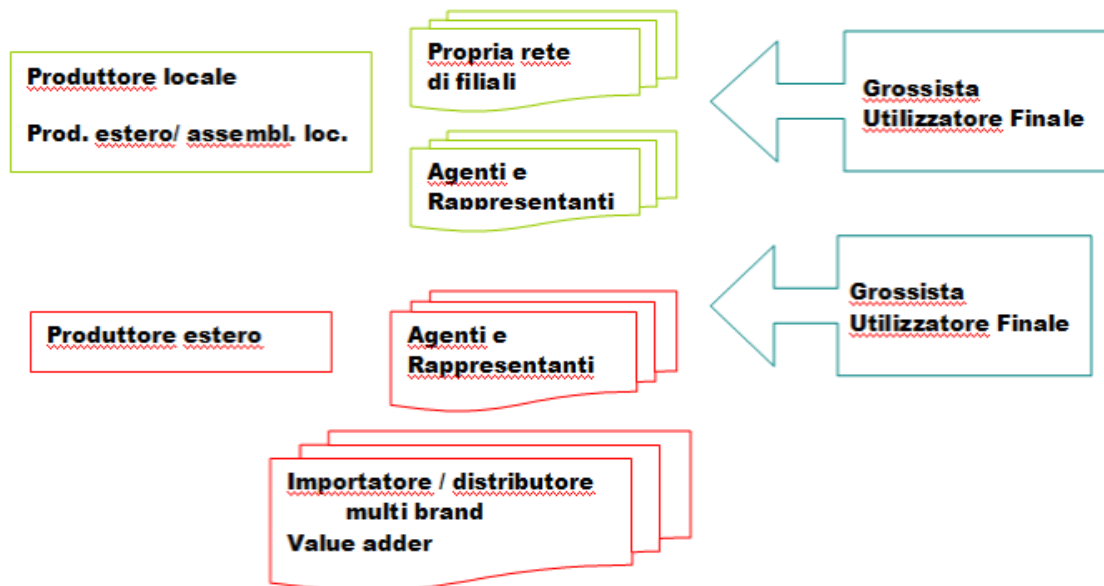 Produttore locale
Prod. estero/ assembl. loc.
Propria rete
di filiali
Agenti e
Rappresentanti
Grossista
Utilizzatore Finale
Produttore estero
Agenti e
Rappresentanti
Importatore / distributore
multi brand
Value adder
Grossista
Utilizzatore Finale